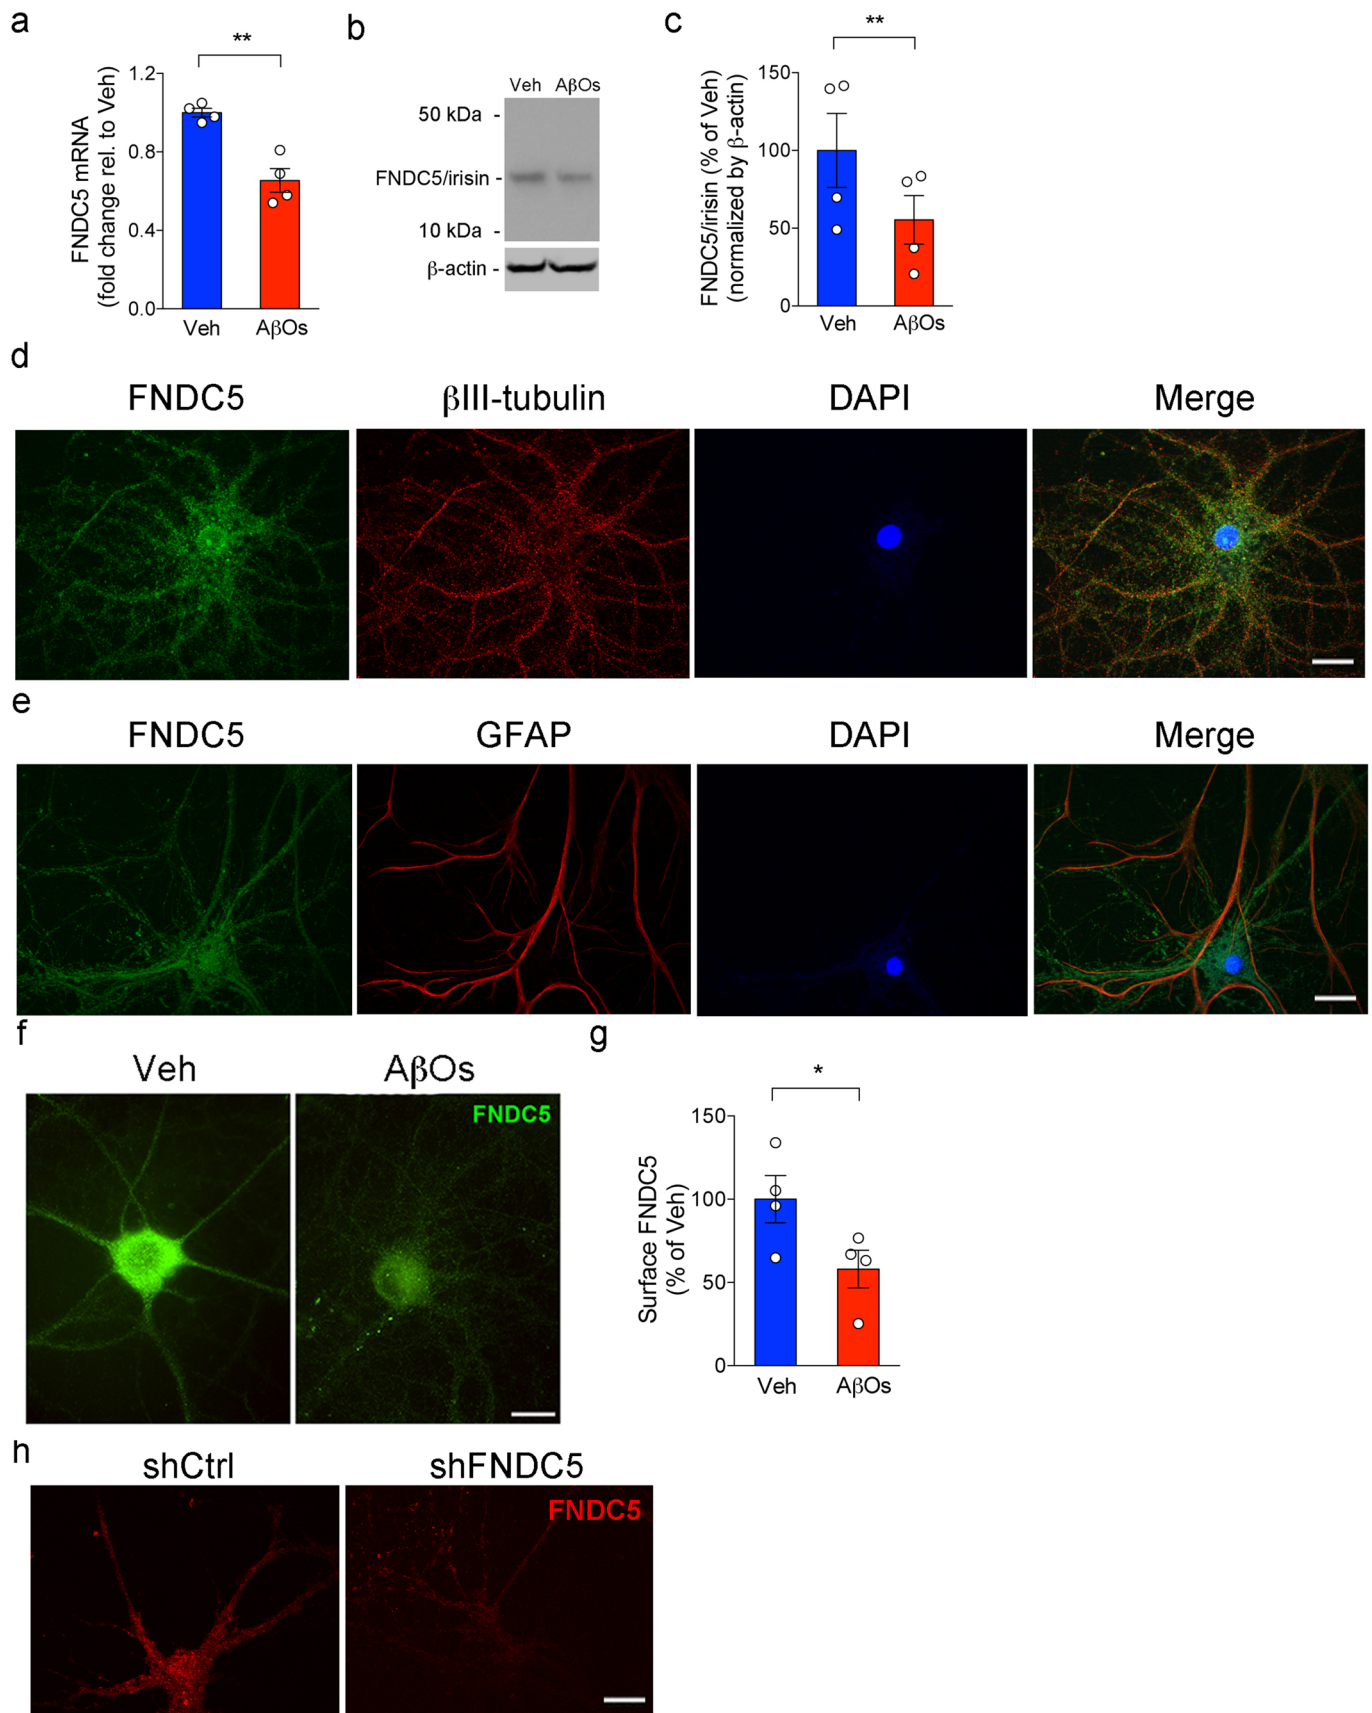 a
**
FNDC5 mRNA
(fold change rel. to Veh)
1.2
0.8
0.4
0.0
Veh AβOs
b
Veh AβOs
50 kDa -
FNDC5/irisin -
10 kDa -
β-actin -
c
**
FNDC5/irisin (% of Veh)
(normalized by β-actin)
150
100
50
0
Veh AβOs
d
FNDC5 βIII-tubulin DAPI Merge
e
FNDC5 GFAP DAPI Merge
f
Veh AβOs
FNDC5
g
*
Surface FNDC5
(% of Veh)
150
100
50
0
Veh AβOs
h
shCtrl shFNDC5
FNDC5